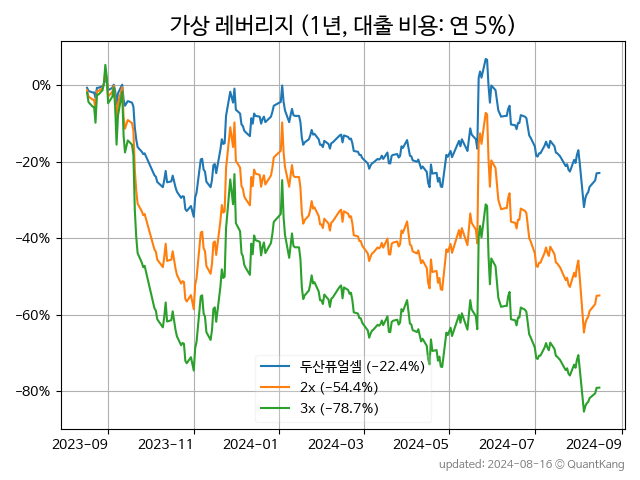 가상 레버리지 (1년, 대출 비용: 연 5%)
0%
−20%
−40%
−60%
−80%
두산퓨얼셀 (−22.4%)
2x (−54.4%)
3x (−78.7%)
2023-09 2023-11 2024-01 2024-03 2024-05 2024-07 2024-09
updated: 2024-08-16 © QuantKang